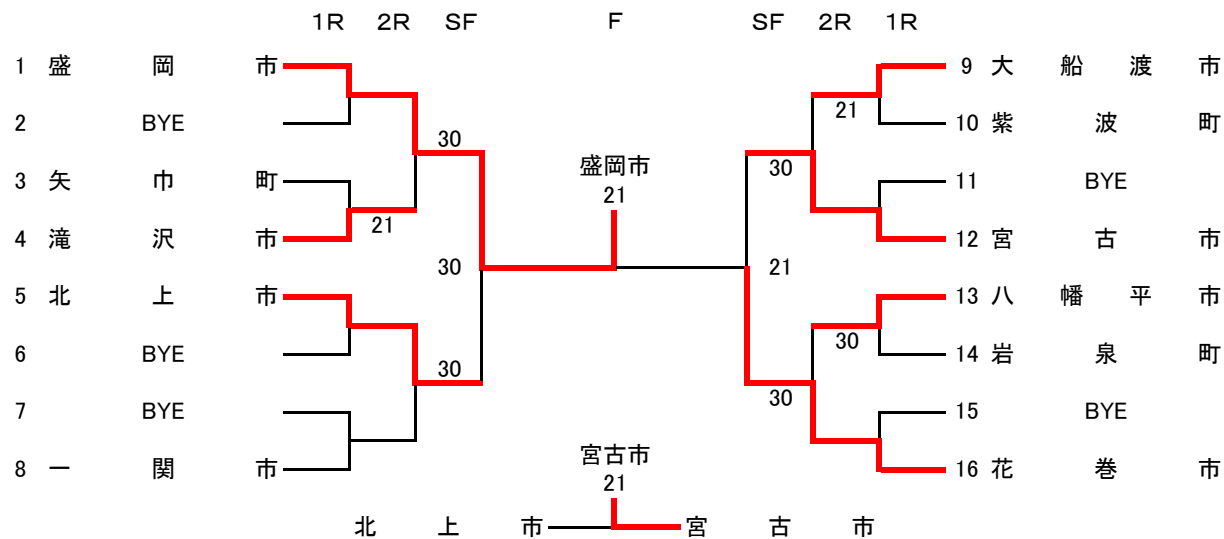 1R 2R SF F SF 2R 1R
1 盛岡市 9 大船渡市
21
2 BYE 10 紫波町
30
盛岡市 30
3 矢巾町 11 BYE
21
21
4 滝沢市 12 宮古市
30 21
5 北上市 13 八幡平市
30
6 BYE 14 岩泉町
30
30
7 BYE 15 BYE
宮古市
8 一関市 16 花巻市
21
北上市 宮古市